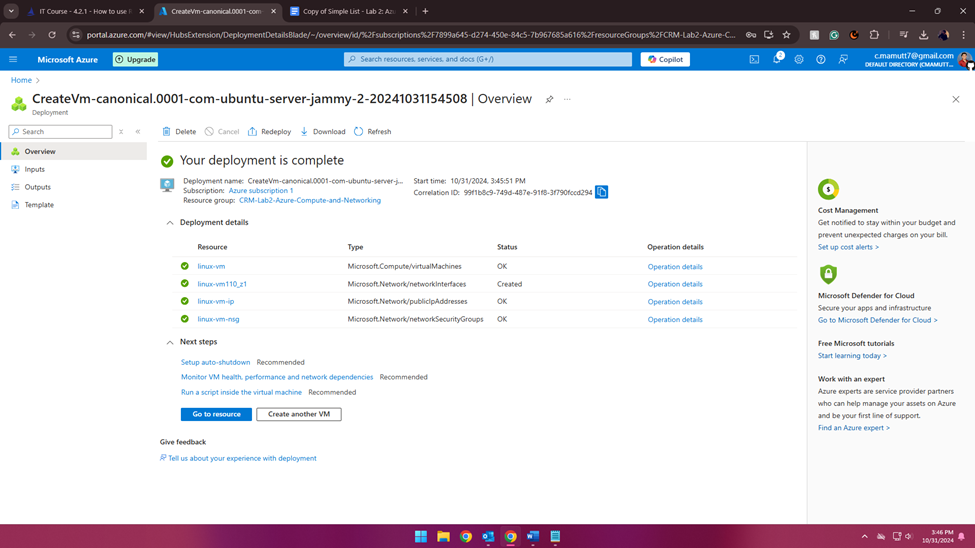 IT Course - 4.2.1 - How to use i
CreateVm-canonical.0001-com-
Copy of Simple List - Lab 2: Az
portal.azure.com/#view/HubsExtension/DeploymentDetailsBlade/~/overview/id/%2Fsubscriptions%2F7899a645-d274-450e-84c5-7b967685a616%2FresourceGroups%2FCRM-Lab2-Azure-C...
Microsoft Azure
Upgrade
Search resources, services, and docs (G+/)
Copilot
2
c.mamutt7@gmail.com
DEFAULT DIRECTORY (CMAMUTT...
Home >
CreateVm-canonical.0001-com-ubuntu-server-jammy-2-20241031154508 | Overview
Deployment
Search
Delete
Cancel
Redeploy
Download
Refresh
Overview
Inputs
Outputs
Template
Your deployment is complete
Deployment name: CreateVm-canonical.0001-com-ubuntu-server-j...
Subscription: Azure subscription 1
Resource group: CRM-Lab2-Azure-Compute-and-Networking
Start time: 10/31/2024, 3:45:51 PM
Correlation ID: 99f1b8c9-749d-487e-91f8-3f790fccd294
Deployment details
Resource Type Status Operation details
linux-vm Microsoft.Compute/virtualMachines OK Operation details
linux-vm110_z1 Microsoft.Network/networkInterfaces Created Operation details
linux-vm-ip Microsoft.Network/publicIpAddresses OK Operation details
linux-vm-nsg Microsoft.Network/networkSecurityGroups OK Operation details
Next steps
Setup auto-shutdown Recommended
Monitor VM health, performance and network dependencies Recommended
Run a script inside the virtual machine Recommended
Go to resource
Create another VM
Give feedback
Tell us about your experience with deployment
Cost Management
Get notified to stay within your budget and
prevent unexpected charges on your bill.
Set up cost alerts >
Microsoft Defender for Cloud
Secure your apps and infrastructure
Go to Microsoft Defender for Cloud >
Free Microsoft tutorials
Start learning today >
Work with an expert
Azure experts are service provider partners
who can help manage your assets on Azure
and be your first line of support.
Find an Azure expert >
3:46 PM
10/31/2024